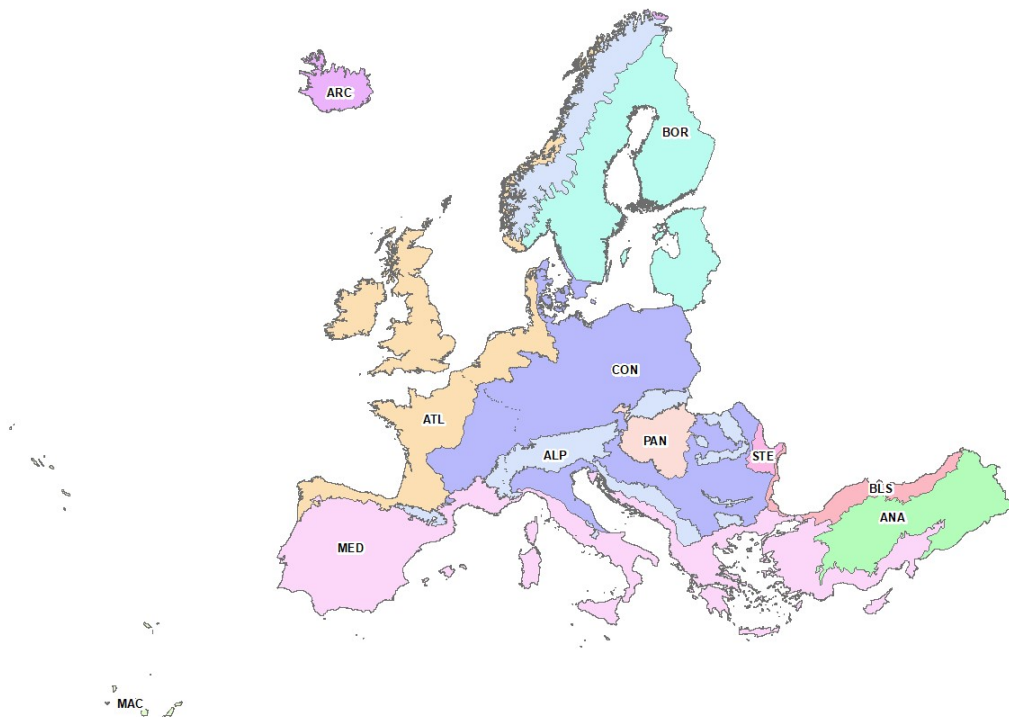 ARC
BOR
CON
ATL
PAN
ALP
STE
BLS
ANA
MED
MAC